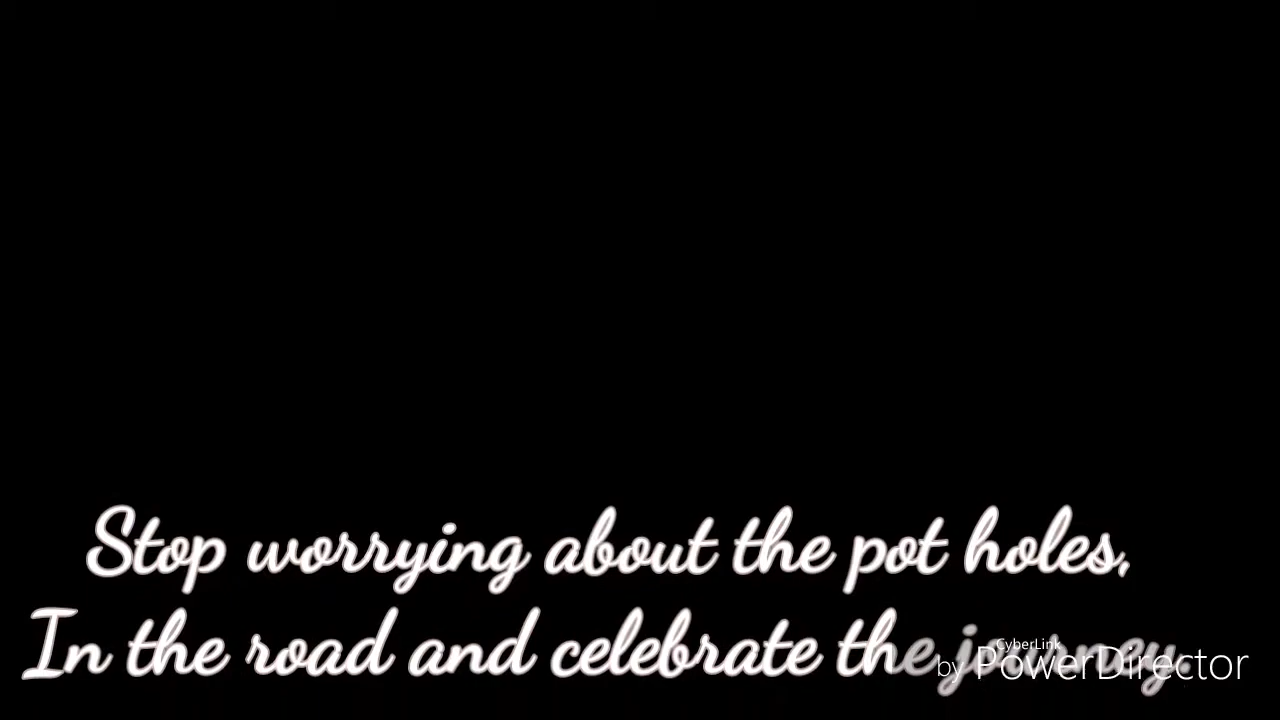 Stop worrying about the pot holes,
In the road and celebrate the journey.
CyberLink
by PowerDirector